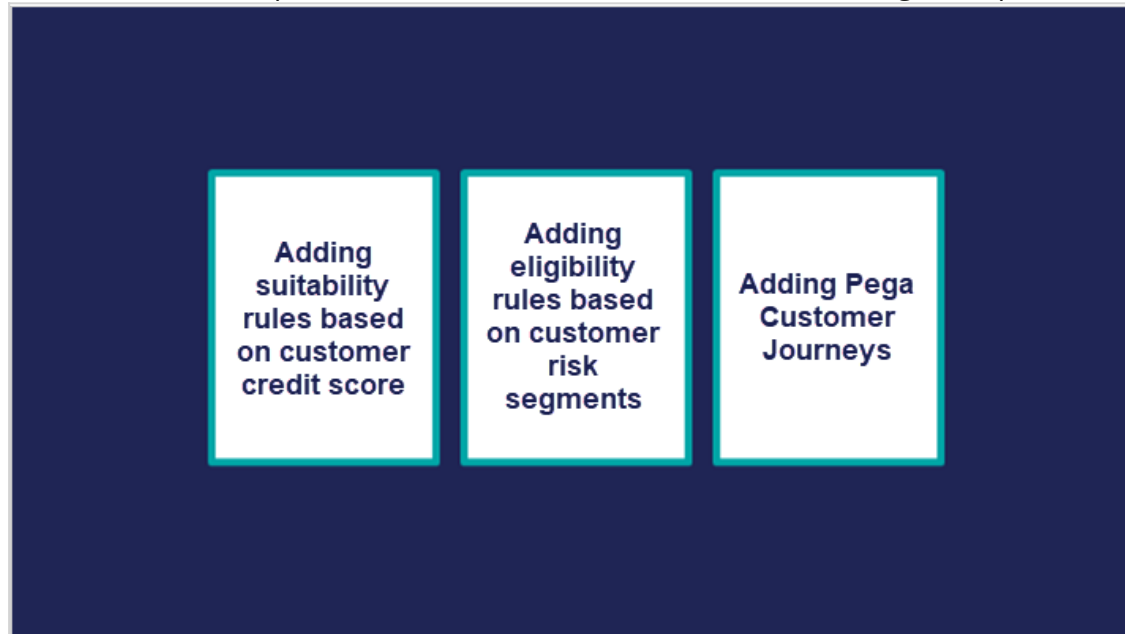 Adding
suitability
rules based
on customer
credit score
Adding
eligibility
rules based
on customer
risk
segments
Adding Pega
Customer
Journeys